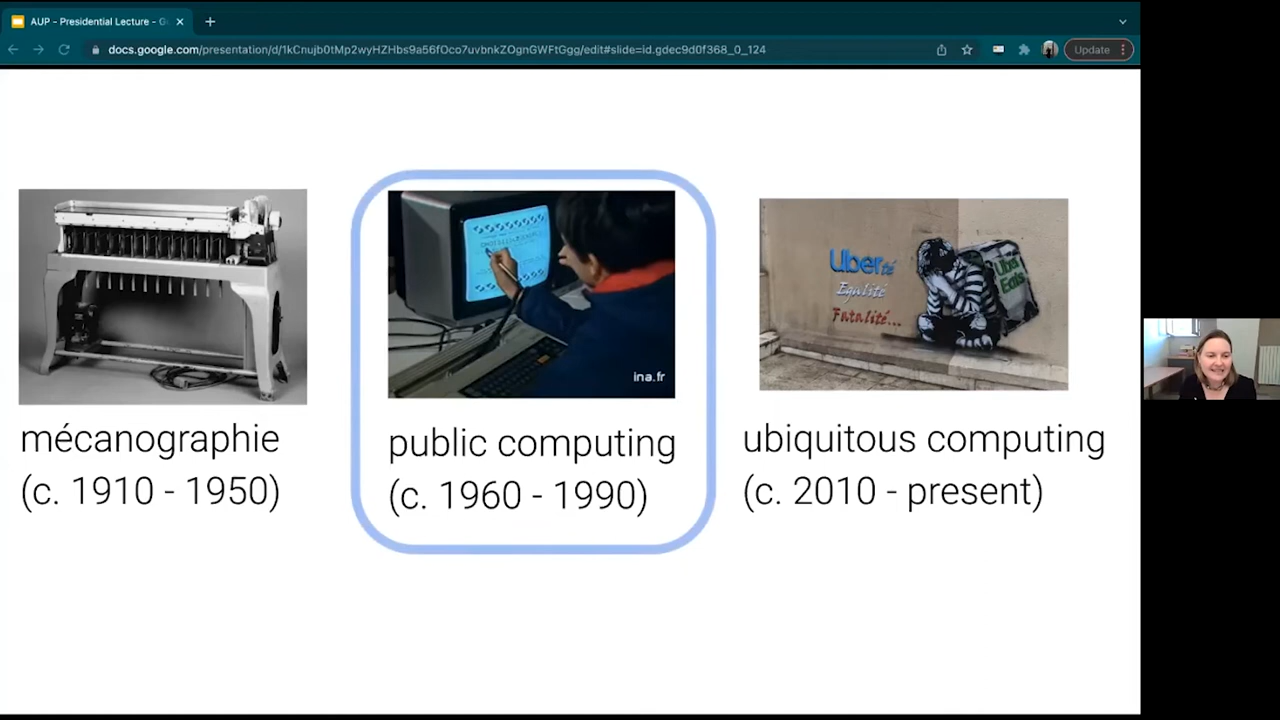 AUP - Presidential Lecture - G
docs.google.com/presentation/d/1kCnujb0tMp2wyHZHbs9a56fOco7uvbnkZOgnGWFtGgg/edit#slide=id.gdec9d0f368_0_124
Update
ina.fr
Uberté
Egalité
Fatalité...
Uber
Eats
mécanographie
(c. 1910 - 1950)
public computing
(c. 1960 - 1990)
ubiquitous computing
(c. 2010 - present)